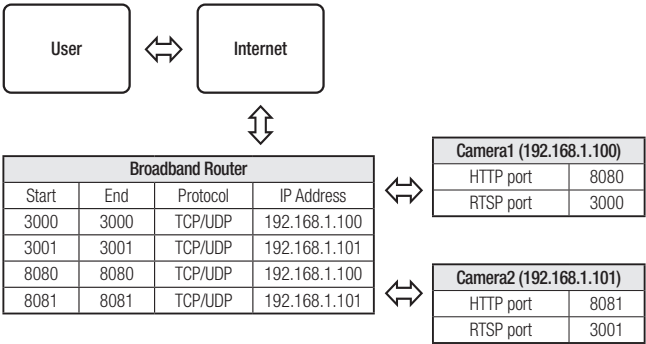 User
Internet
Broadband Router
Start End Protocol IP Address
3000 3000 TCP/UDP 192.168.1.100
3001 3001 TCP/UDP 192.168.1.101
8080 8080 TCP/UDP 192.168.1.100
8081 8081 TCP/UDP 192.168.1.101
Camera1 (192.168.1.100)
HTTP port 8080
RTSP port 3000
Camera2 (192.168.1.101)
HTTP port 8081
RTSP port 3001